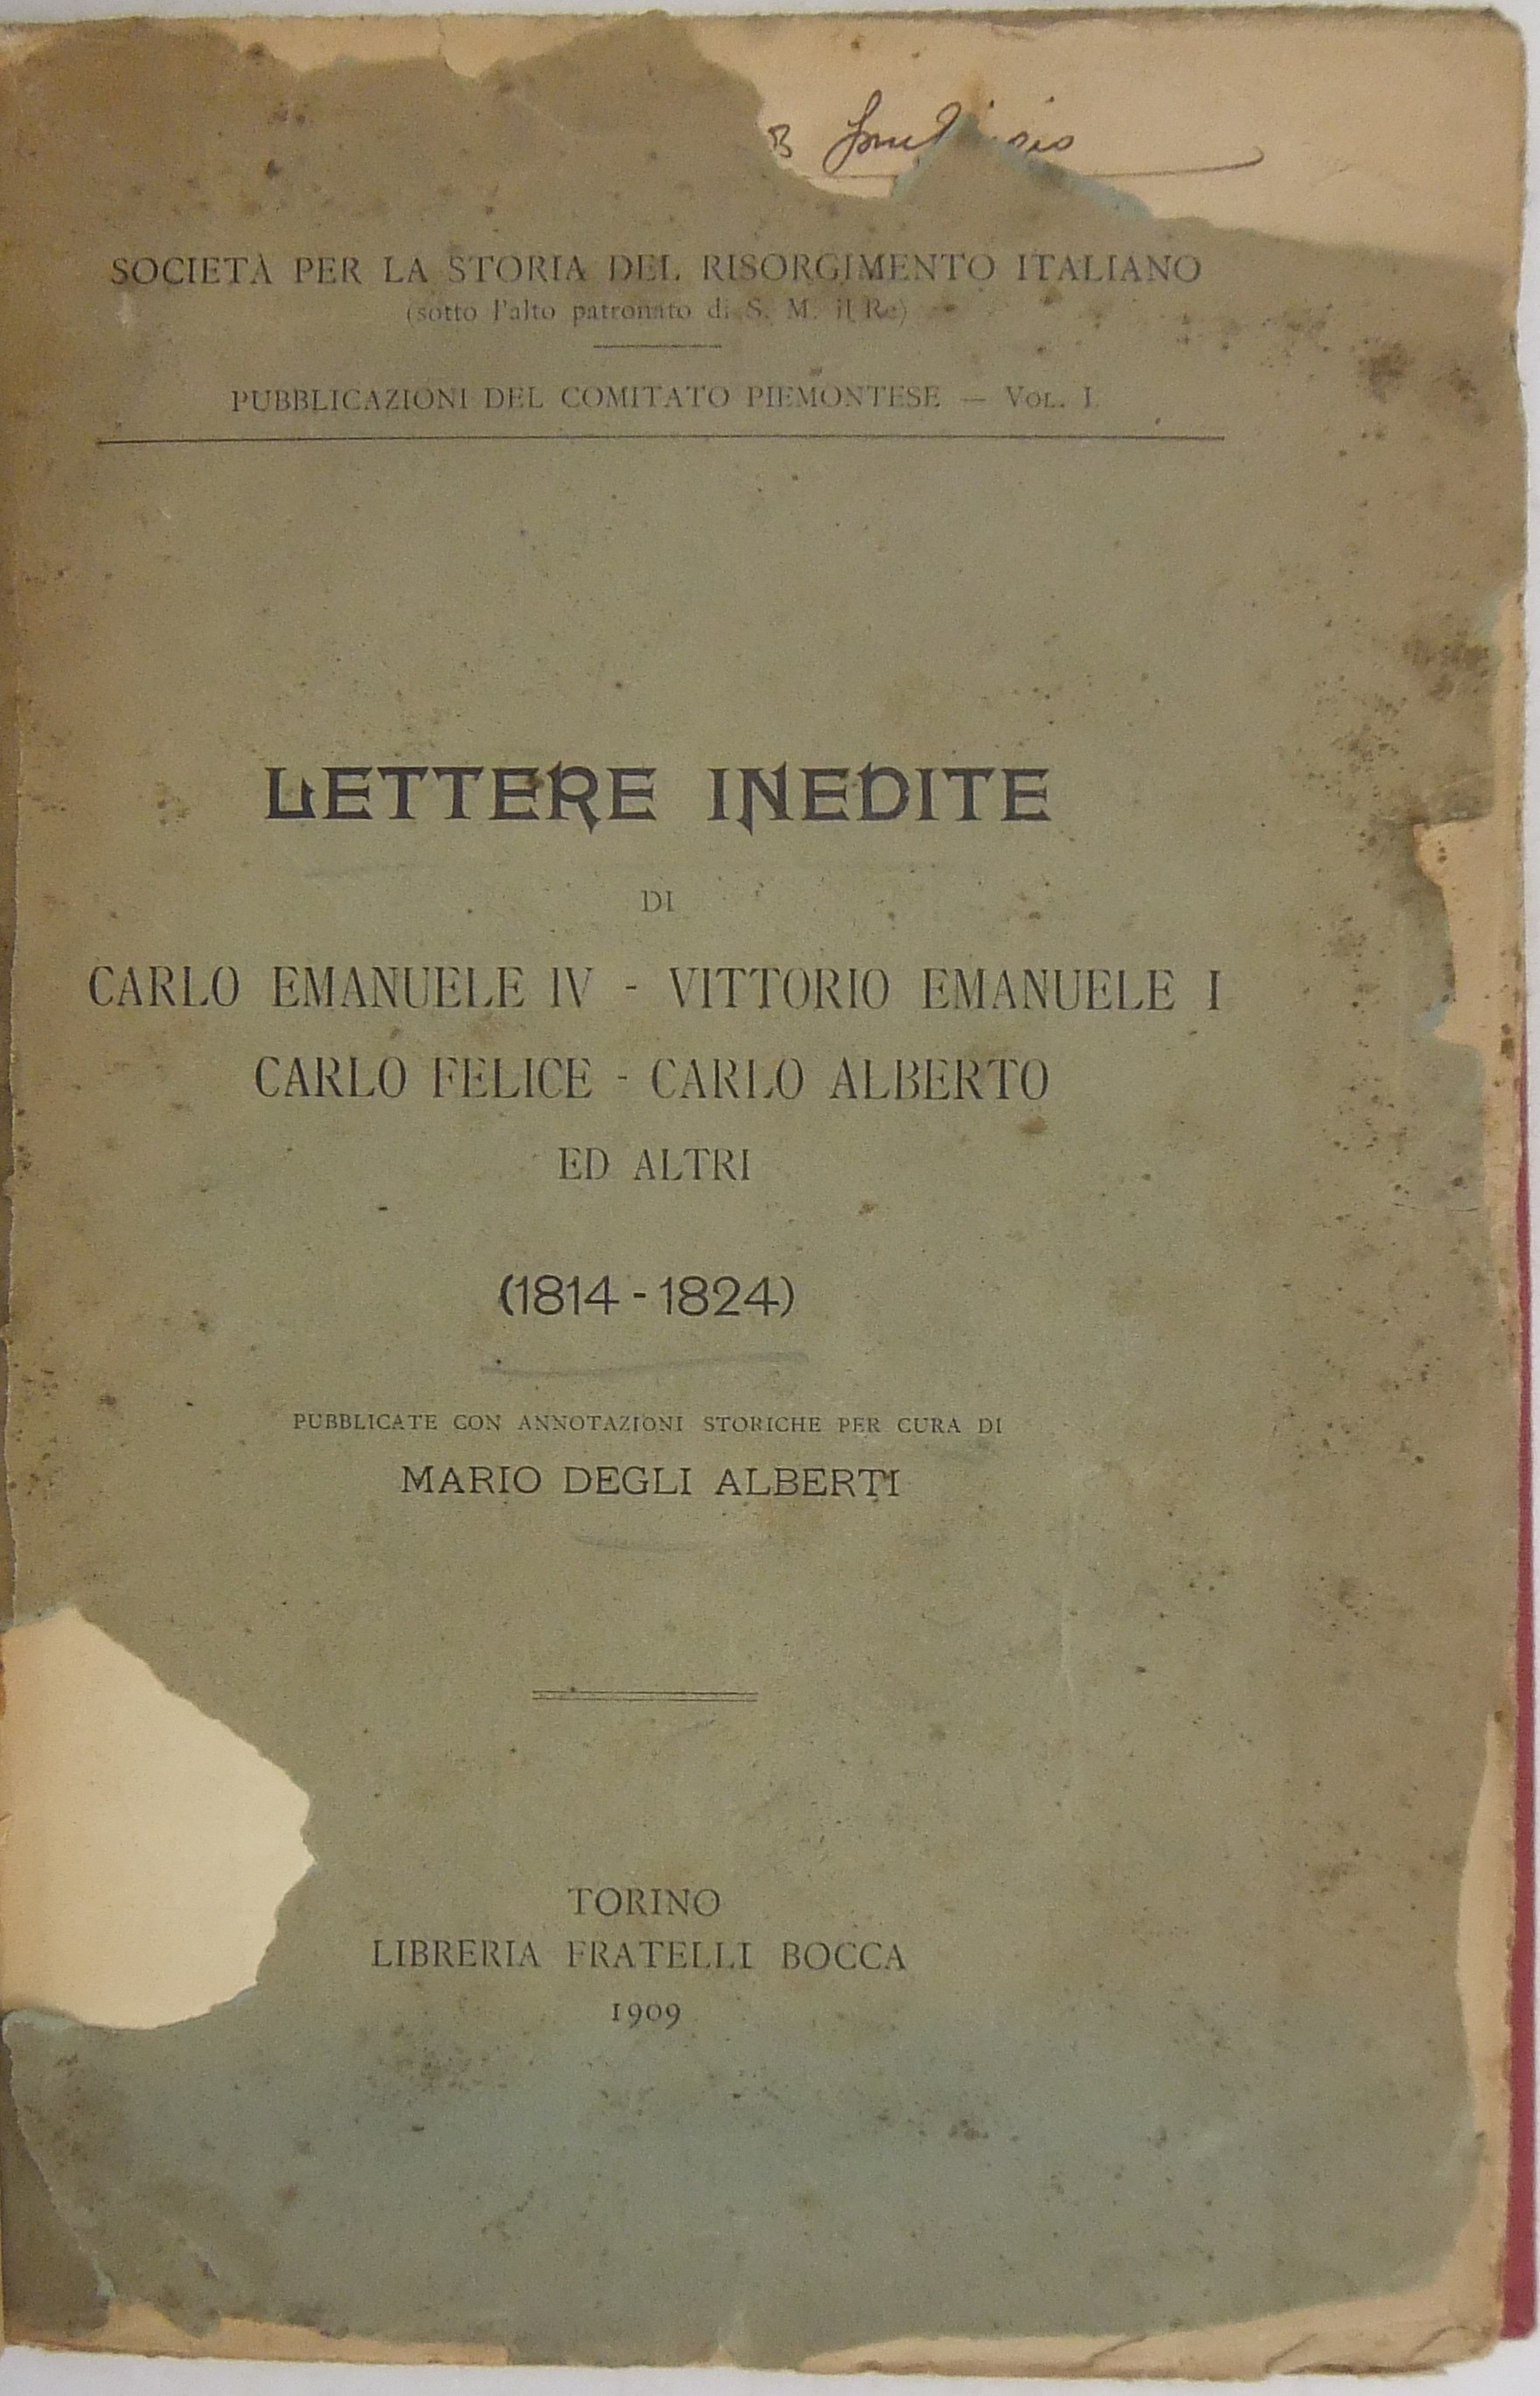 SOCIETÀ PER LA STORIA DEL RISORGIMENTO ITALIANO
(sotto l'alto patronato di S. M. il Re)
PUBBLICAZIONI DEL COMITATO PIEMONTESE — VOL. I.
LETTERE INEDITE
DI
CARLO EMANUELE IV - VITTORIO EMANUELE I
CARLO FELICE - CARLO ALBERTO
ED ALTRI
(1814 - 1824)
PUBBLICATE CON ANNOTAZIONI STORICHE PER CURA DI
MARIO DEGLI ALBERTI
TORINO
LIBRERIA FRATELLI BOCCA
1909